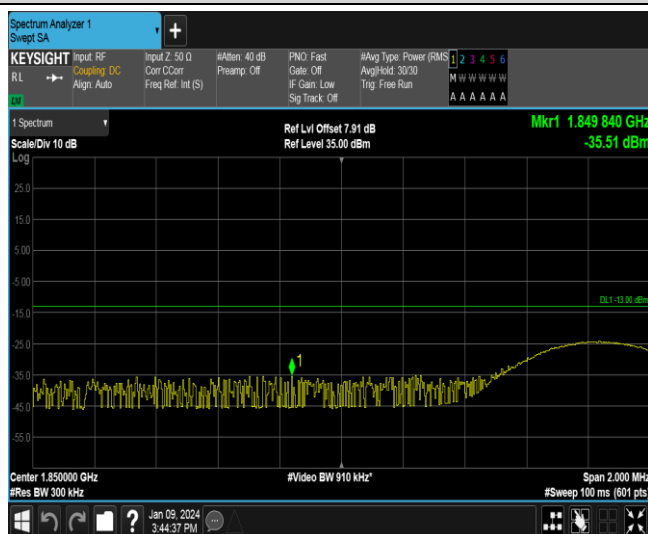 Spectrum Analyzer 1
Swept SA
+
KEYSIGHT
RL
LXI
Input: RF
Coupling: DC
Align: Auto
Input Z: 50 Ω
Corr CCorr
Freq Ref: Int (S)
#Atten: 40 dB
Preamp: Off
PNO: Fast
Gate: Off
IF Gain: Low
Sig Track: Off
#Avg Type: Power (RMS
Avg|Hold: 30/30
Trig: Free Run
1 2 3 4 5 6
M W W W W W
A A A A A A
1 Spectrum
Scale/Div 10 dB
Ref Lvl Offset 7.91 dB
Ref Level 35.00 dBm
Mkr1 1.849 840 GHz
-35.51 dBm
Log
25.0
15.0
5.00
-5.00
DL1 -13.00 dBm
-15.0
-25.0
-35.0
1
-45.0
-55.0
Center 1.850000 GHz
#Video BW 910 kHz*
Span 2.000 MHz
#Res BW 300 kHz
#Sweep 100 ms (601 pts)
?
Jan 09, 2024
3:44:37 PM